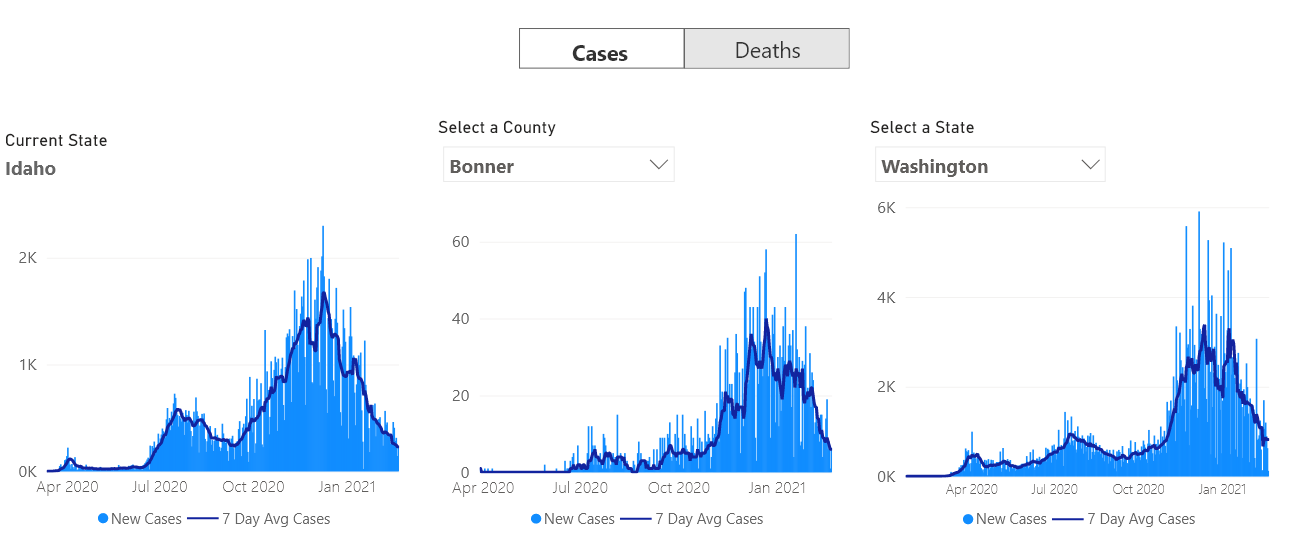 Cases Deaths
Current State
Idaho
2K
1K
0K
Apr 2020 Jul 2020 Oct 2020 Jan 2021
New Cases 7 Day Avg Cases
Select a County
Bonner
60
40
20
0
Apr 2020 Jul 2020 Oct 2020 Jan 2021
New Cases 7 Day Avg Cases
Select a State
Washington
6K
4K
2K
0K
Apr 2020 Jul 2020 Oct 2020 Jan 2021
New Cases 7 Day Avg Cases